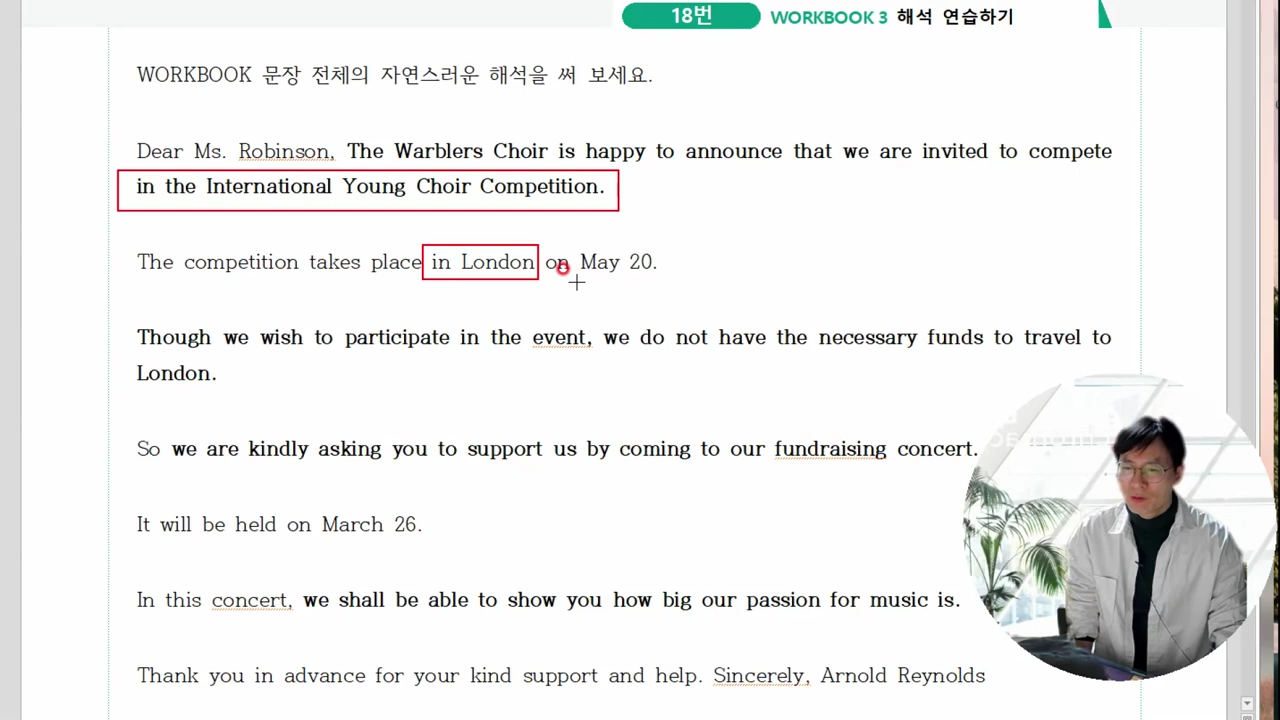 18번 WORKBOOK 3 해석 연습하기
WORKBOOK 문장 전체의 자연스러운 해석을 써 보세요.
Dear Ms. Robinson, The Warblers Choir is happy to announce that we are invited to compete
in the International Young Choir Competition.
The competition takes place in London on May 20.
Though we wish to participate in the event, we do not have the necessary funds to travel to
London.
So we are kindly asking you to support us by coming to our fundraising concert.
It will be held on March 26.
In this concert, we shall be able to show you how big our passion for music is.
Thank you in advance for your kind support and help. Sincerely, Arnold Reynolds